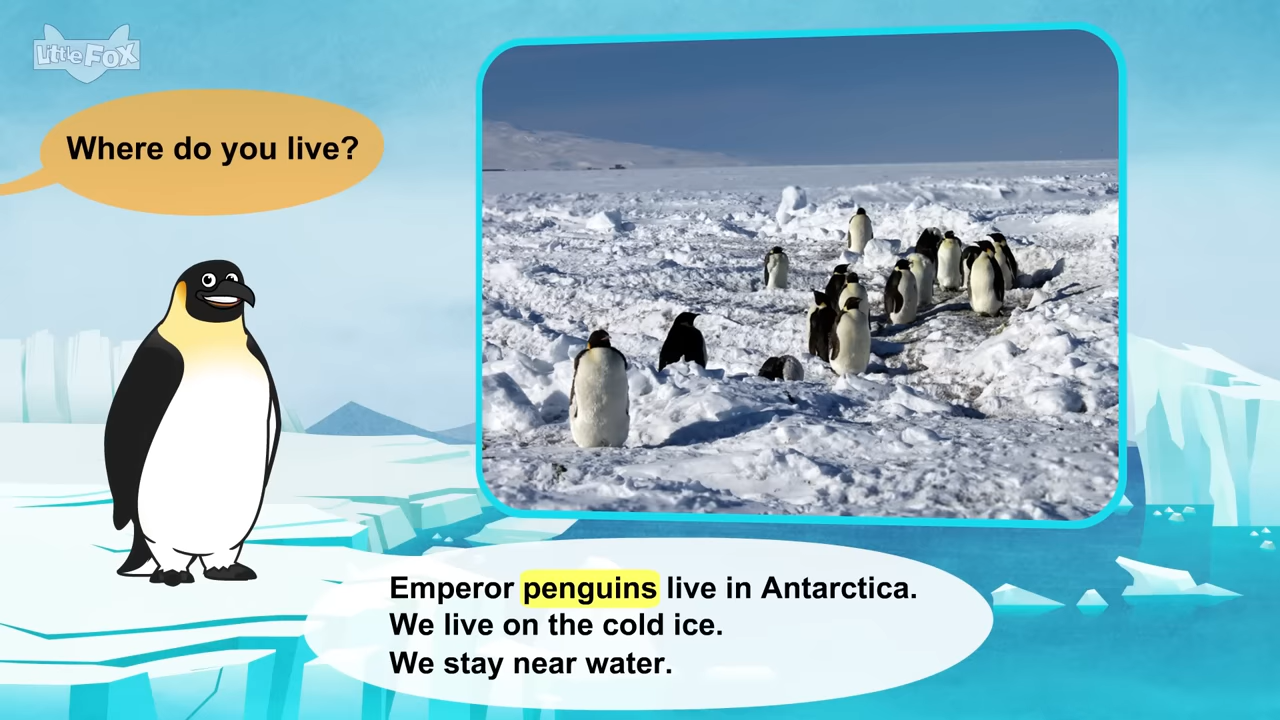 Little Fox
Where do you live?
Emperor penguins live in Antarctica.
We live on the cold ice.
We stay near water.